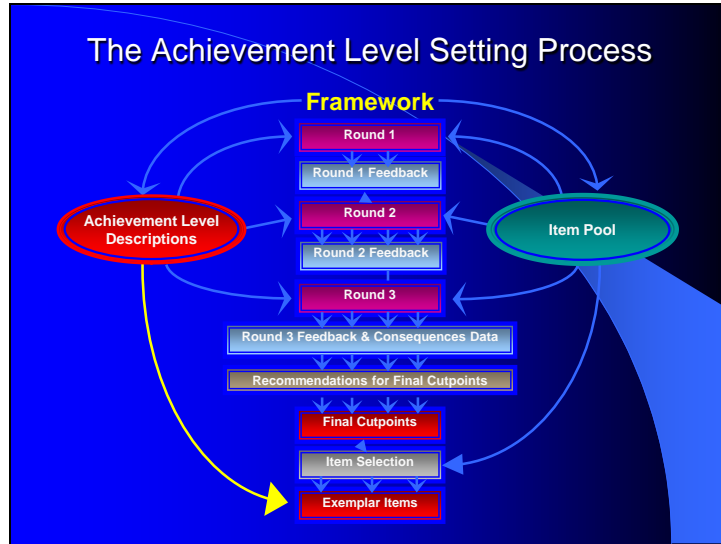 The Achievement Level Setting Process
Framework
Round 1
Round 1 Feedback
Achievement Level
Descriptions
Round 2
Item Pool
Round 2 Feedback
Round 3
Round 3 Feedback & Consequences Data
Recommendations for Final Cutpoints
Final Cutpoints
Item Selection
Exemplar Items